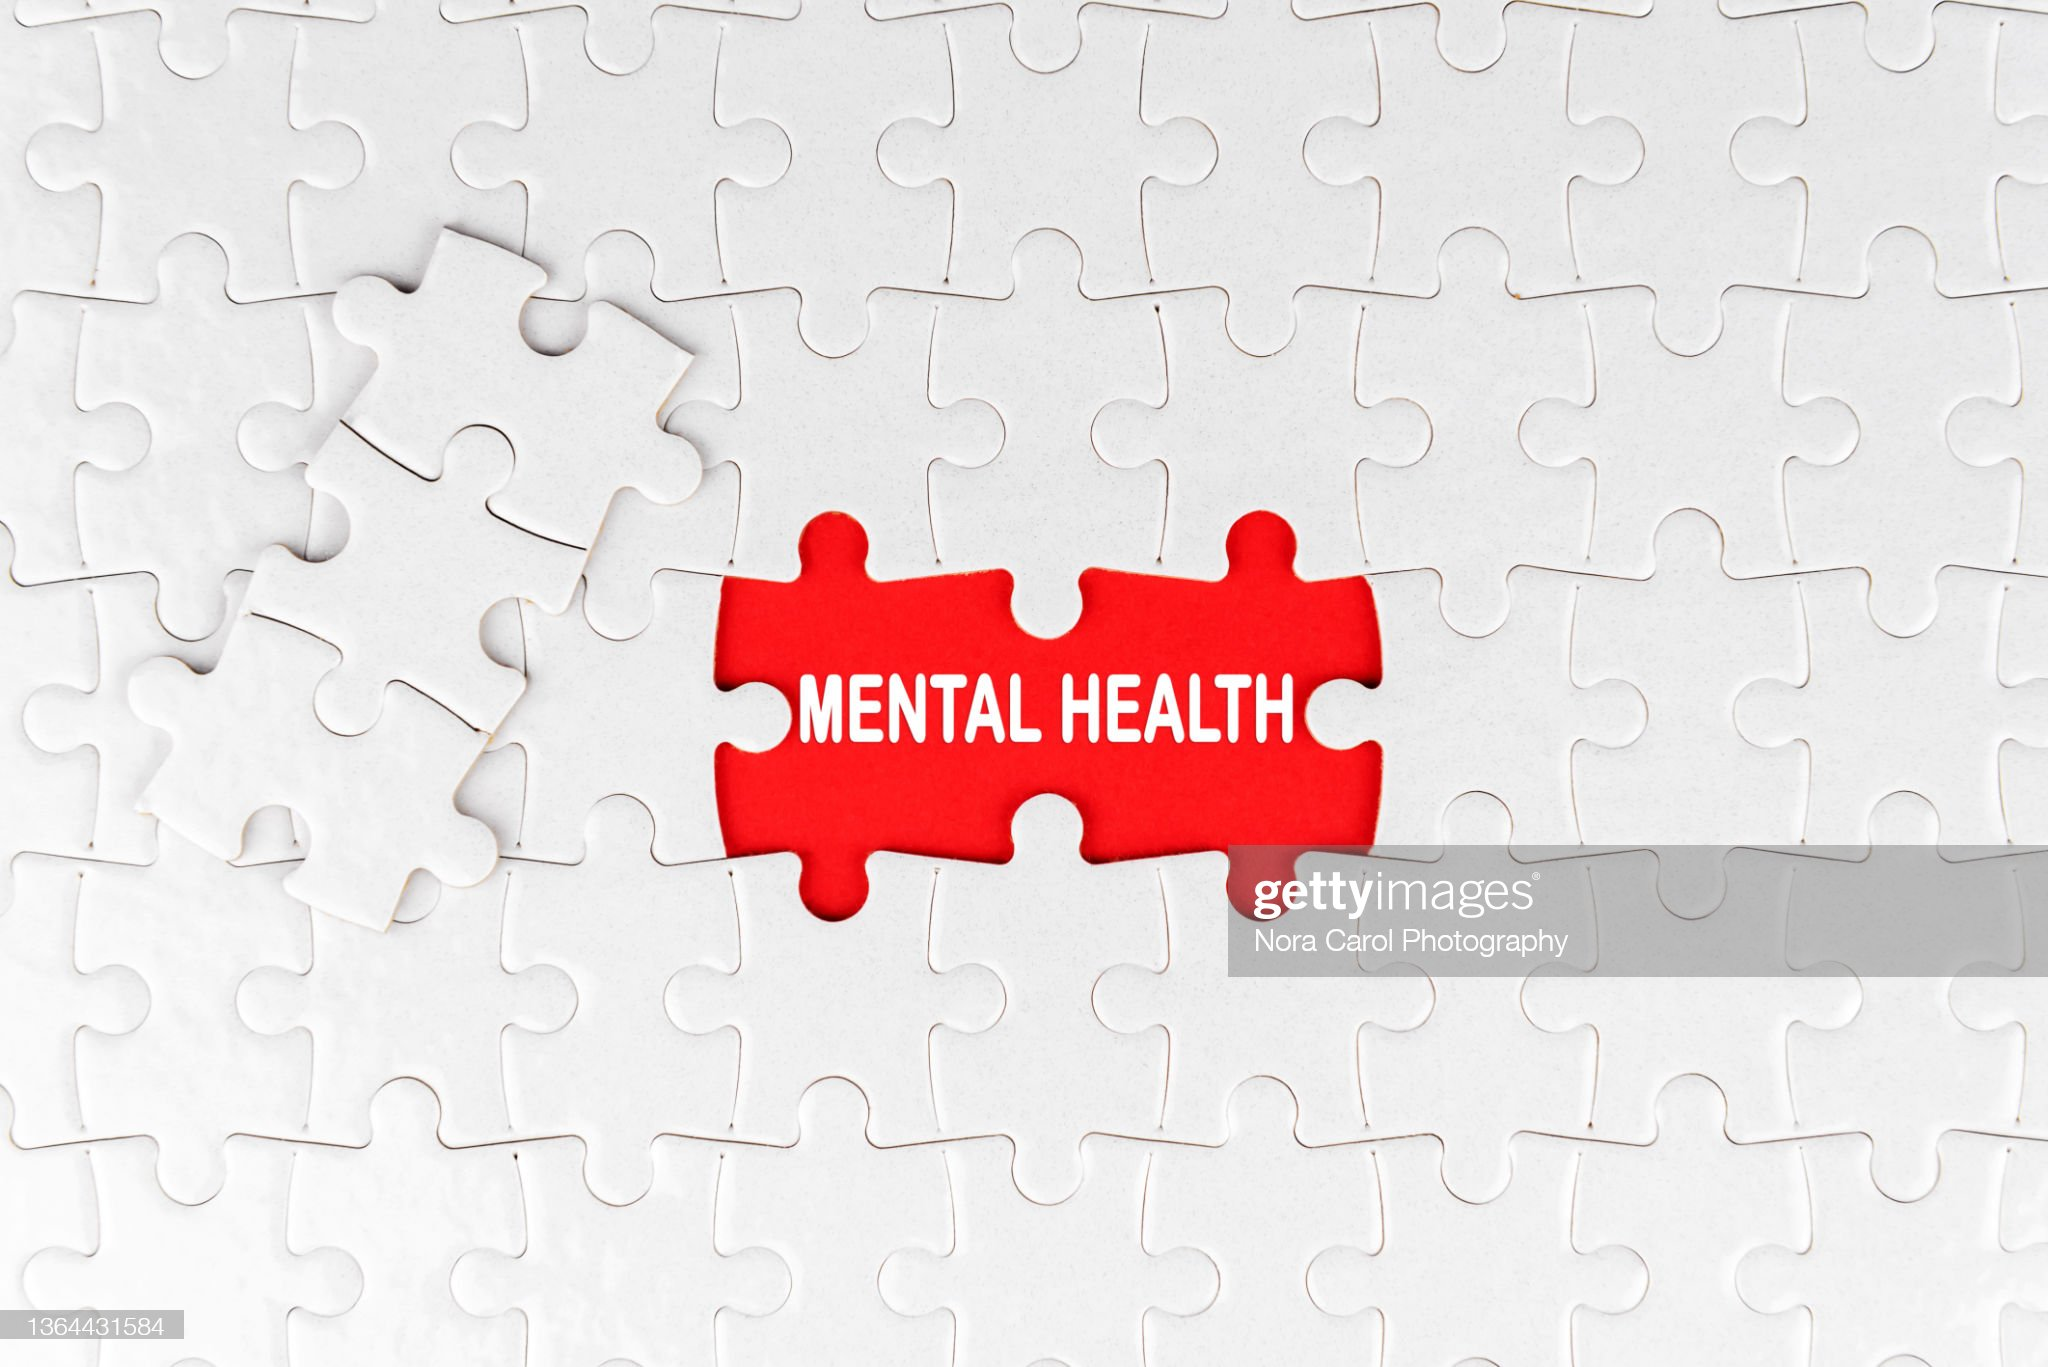 MENTAL HEALTH
gettyimages®
Nora Carol Photography
1364431584